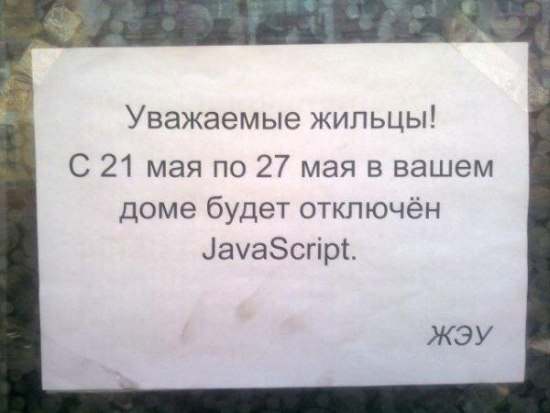 Уважаемые жильцы!
С 21 мая по 27 мая в вашем
доме будет отключён
JavaScript.
ЖЭУ